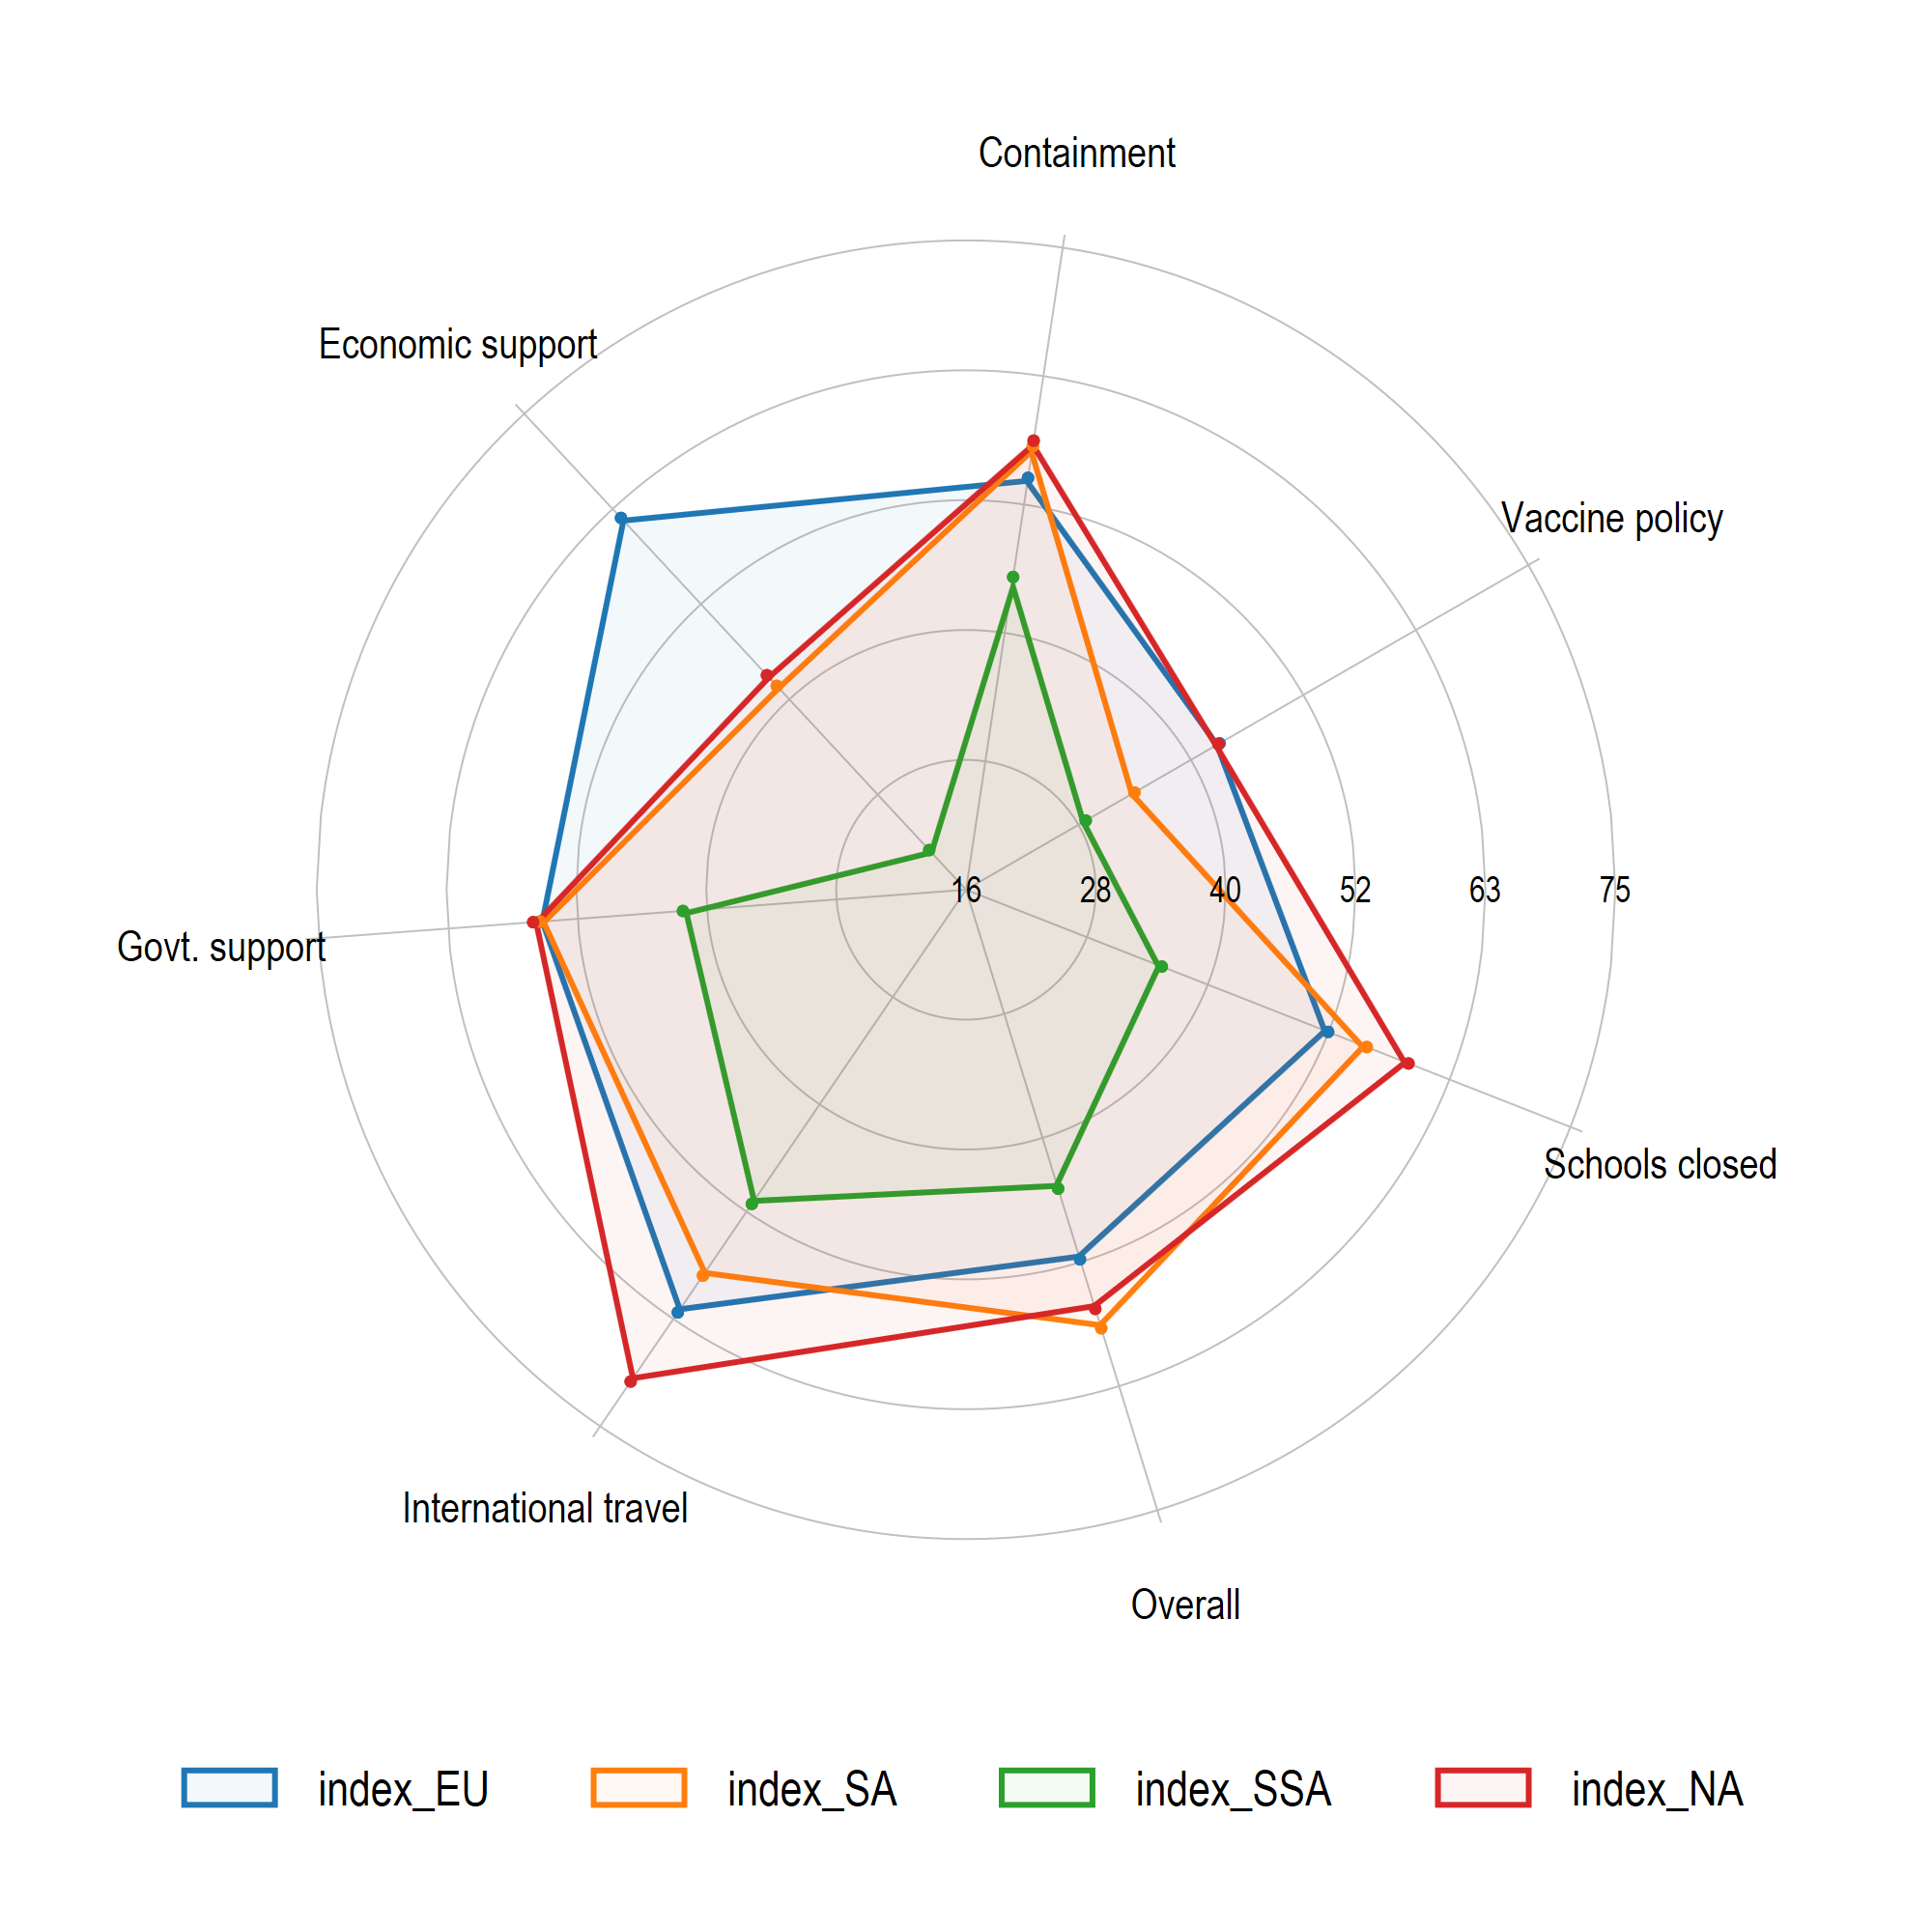 Containment
Economic support
Vaccine policy
16 28 40 52 63 75
Govt. support
Schools closed
International travel
Overall
index_EU index_SA index_SSA index_NA